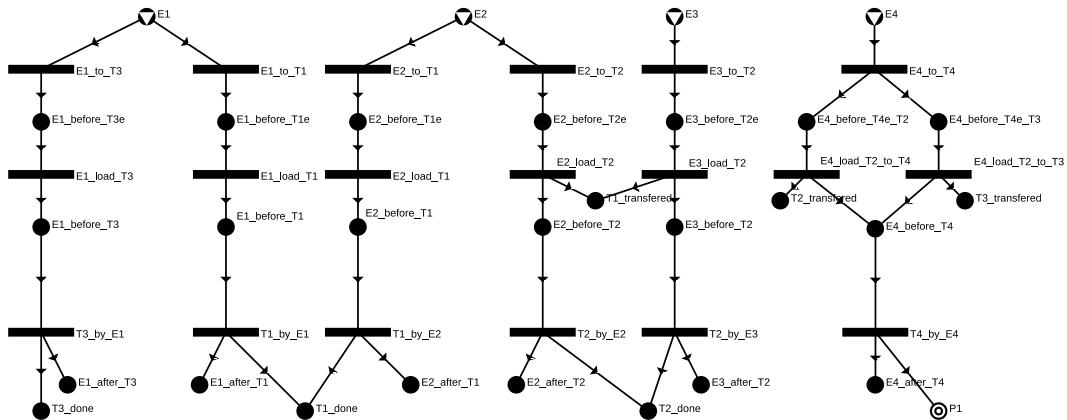 E1
E2
E3
E4
E1_to_T3
E1_to_T1
E2_to_T1
E2_to_T2
E3_to_T2
E4_to_T4
E1_before_T3e
E1_before_T1e
E2_before_T1e
E2_before_T2e
E3_before_T2e
E4_before_T4e_T2
E4_before_T4e_T3
E1_load_T3
E1_load_T1
E2_load_T1
E2_load_T2
E3_load_T2
E4_load_T2_to_T4
E4_load_T2_to_T3
T1_transfered
T2_transfered
T3_transfered
E1_before_T3
E1_before_T1
E2_before_T1
E2_before_T2
E3_before_T2
E4_before_T4
T3_by_E1
T1_by_E1
T1_by_E2
T2_by_E2
T2_by_E3
T4_by_E4
E1_after_T3
E1_after_T1
E2_after_T1
E2_after_T2
E3_after_T2
E4_after_T4
T3_done
T1_done
T2_done
P1